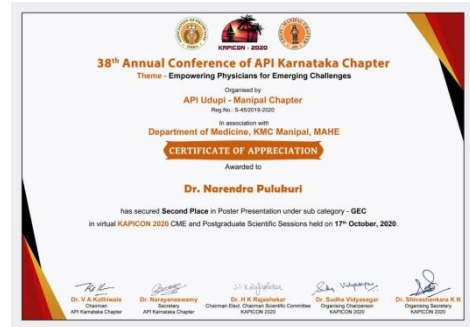 KAPICON - 2020
38th Annual Conference of API Karnataka Chapter
Theme - Empowering Physicians for Emerging Challenges
Organised by
API Udupi - Manipal Chapter
Reg.No.: S-45/2019-2020
In association with
Department of Medicine, KMC Manipal, MAHE
CERTIFICATE OF APPRECIATION
Awarded to
Dr. Narendra Pulukuri
has secured Second Place in Poster Presentation under sub category - GEC
in virtual KAPICON 2020 CME and Postgraduate Scientific Sessions held on 17th October, 2020.
Dr. V A Kothiwale
Chairman
API Karnataka Chapter
Dr. Narayanaswamy
Secretary
API Karnataka Chapter
Dr. H K Rajashekar
Chairman Elect, Chairman Scientific Committee
KAPICON 2020
Dr. Sudha Vidyasagar
Organising Chairperson
KAPICON 2020
Dr. Shivashankara K N
Organising Secretary
KAPICON 2020